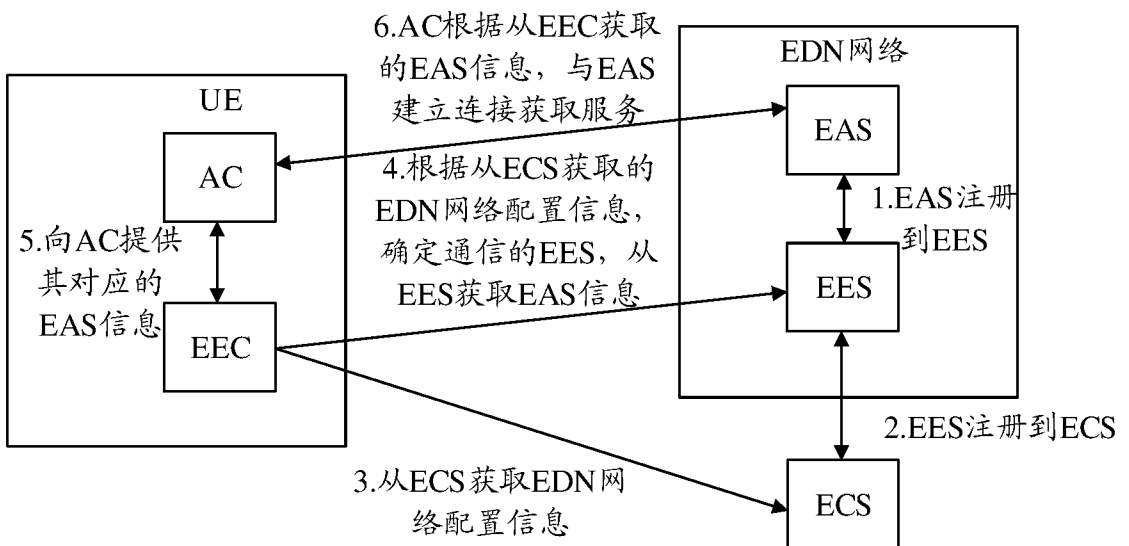 6.AC根据从EEC获取
的EAS信息，与EAS
建立连接获取服务
EDN网络
UE
EAS
AC
4.根据从ECS获取的
EDN网络配置信息，
确定通信的EES，从
EES获取EAS信息
1.EAS注册
到EES
5.向AC提供
其对应的
EAS信息
EES
EEC
2.EES注册到ECS
3.从ECS获取EDN网
络配置信息
ECS